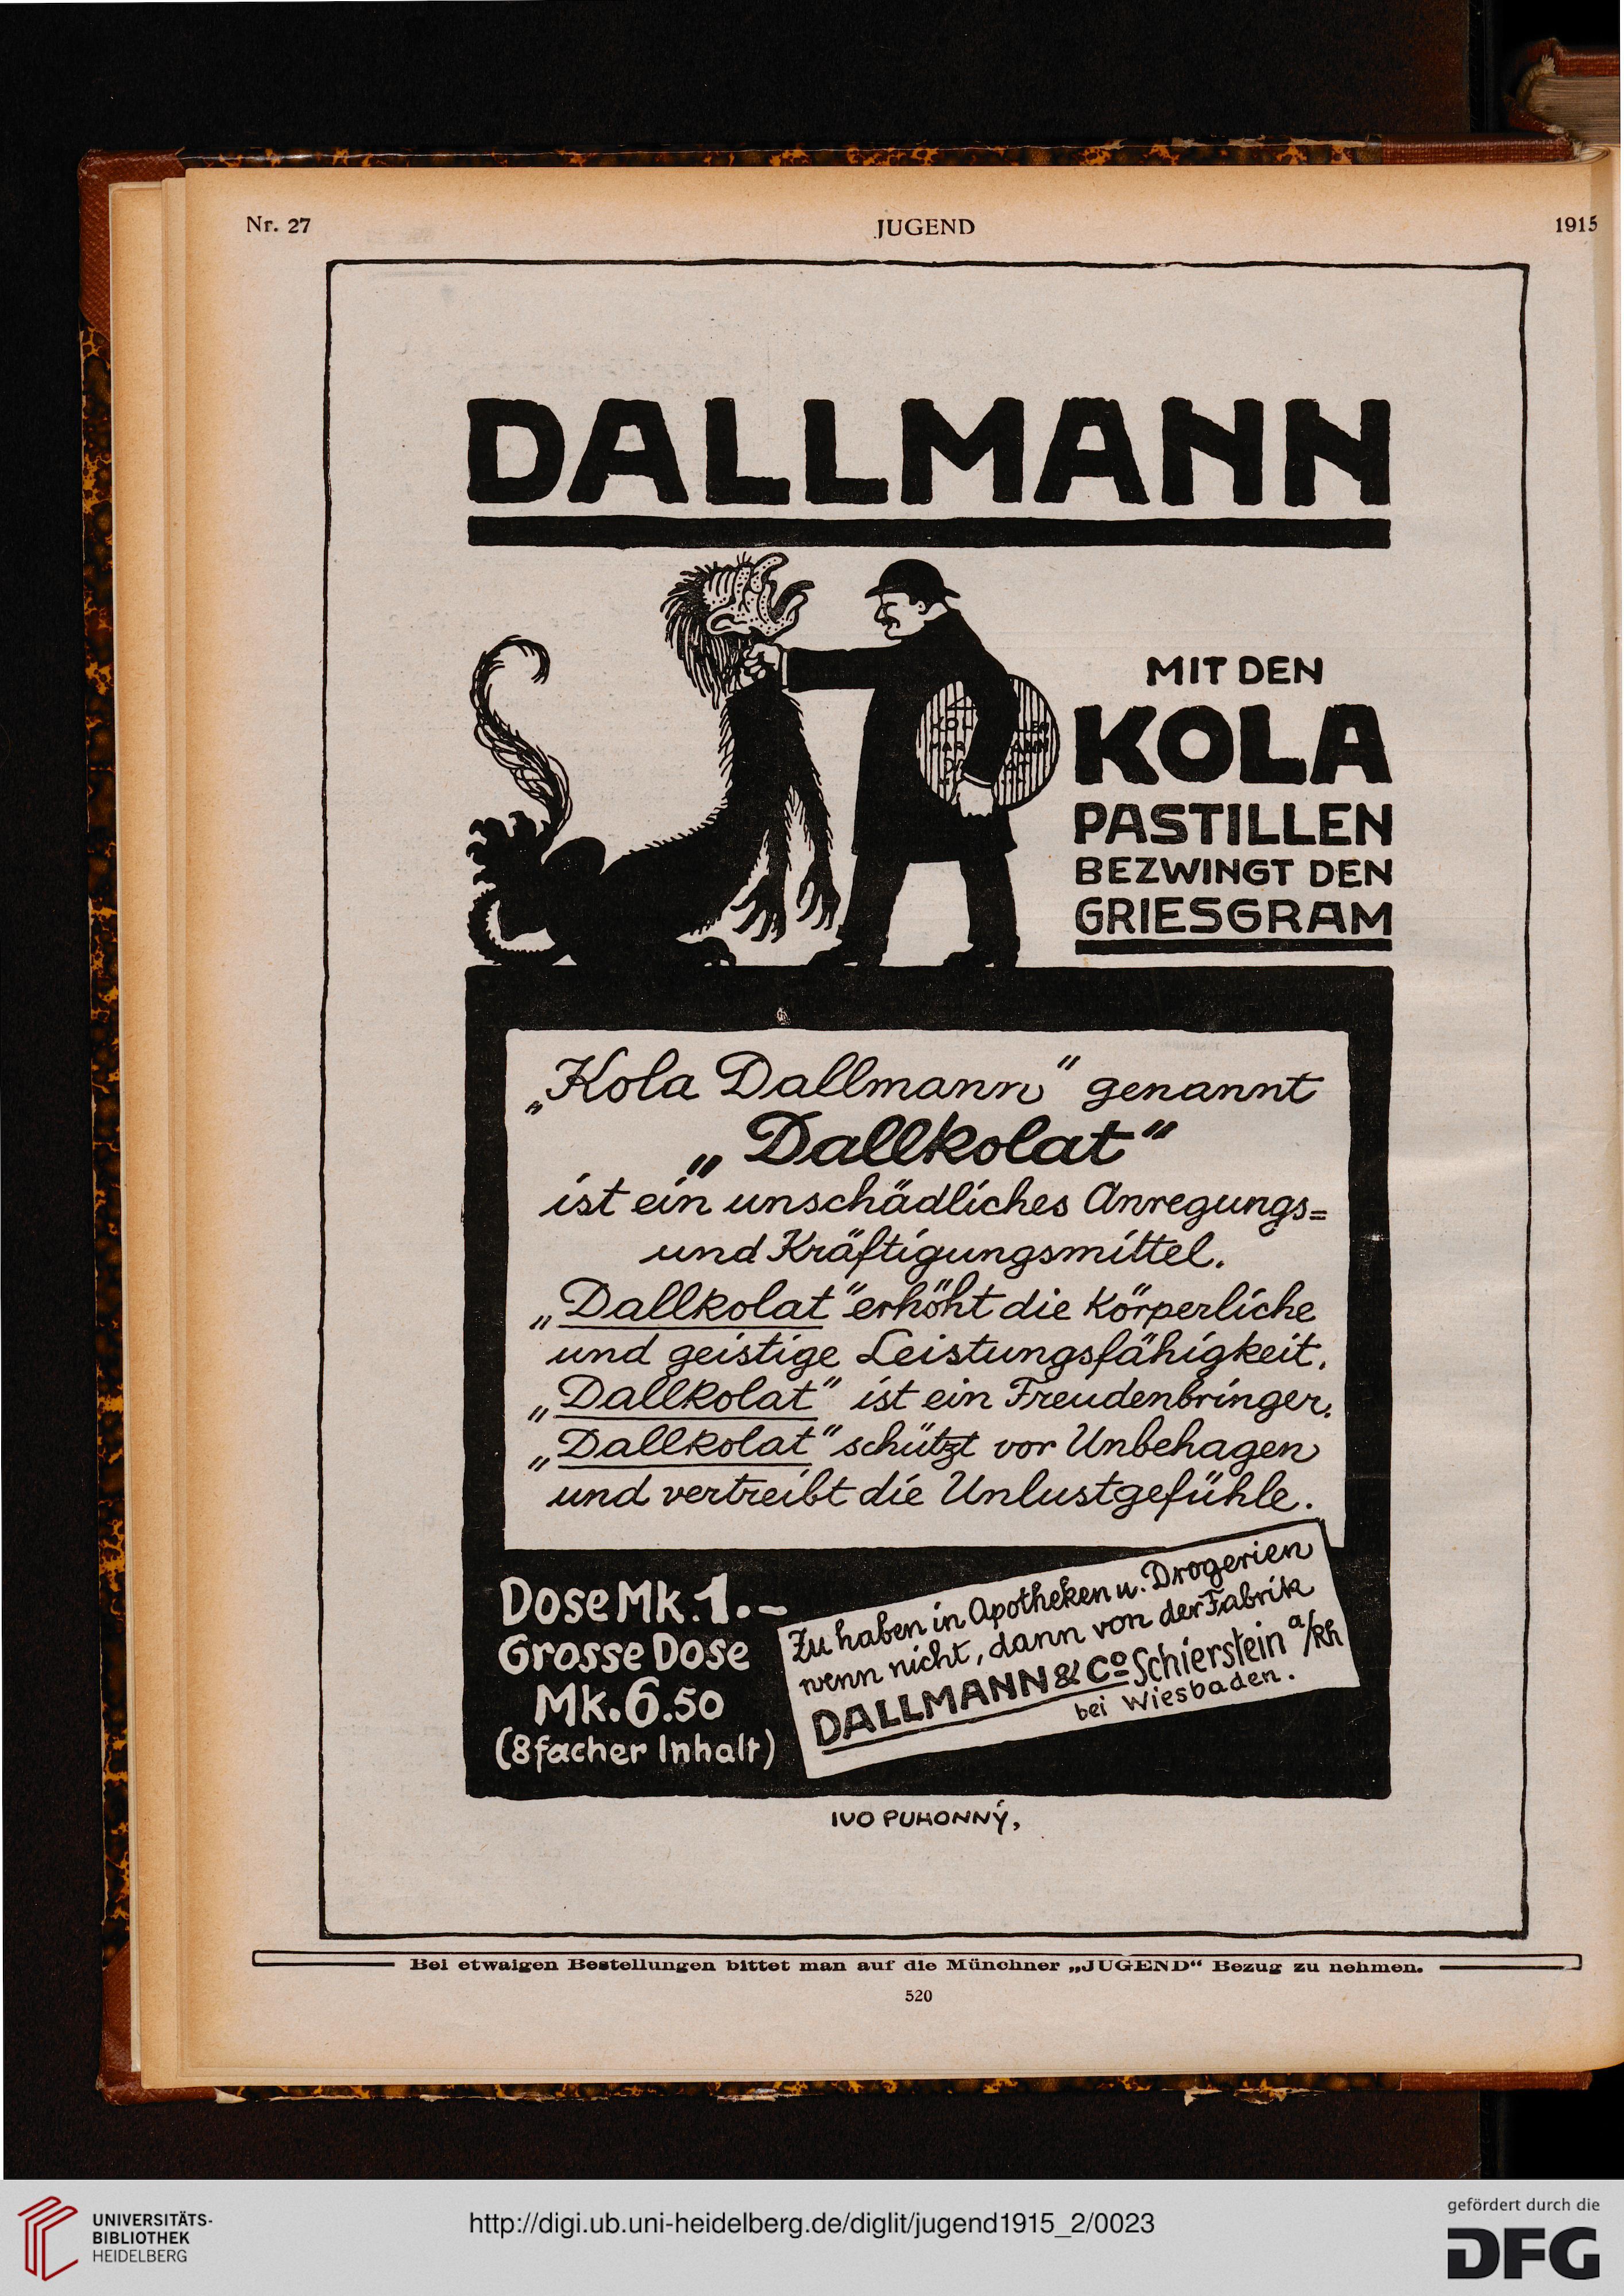 Nr. 27
JUGEND
1915
DALLMANN
MIT DEN
KOLA
PASTILLEN
BEZWINGT DEN
GRIESGRAM
„Kola Dallmann“ genannt
„Dallkolat“
ist ein unschädliches Anregungs=
und Kräftigungsmittel.
„Dallkolat“ erhöht die Körperliche
und geistige Leistungsfähigkeit.
„Dallkolat“ ist ein Freudenbringer.
„Dallkolat“ schützt vor Unbehagen
und vertreibt die Unlustgefühle.
Dose Mk. 1.–
Grosse Dose
Mk. 6.50
(8facher Inhalt)
Zu haben in Apotheken u. Drogerien
wenn nicht, dann von der Fabrik
DALLMANN & Co Schierstein a/Rh
bei Wiesbaden.
IVO PUHONNÝ,
Bei etwaigen Bestellungen bittet man auf die Münchner „JUGEND“ Bezug zu nehmen.
520
UNIVERSITÄTS-
BIBLIOTHEK
HEIDELBERG
http://digi.ub.uni-heidelberg.de/diglit/jugend1915_2/0023
gefördert durch die
DFG